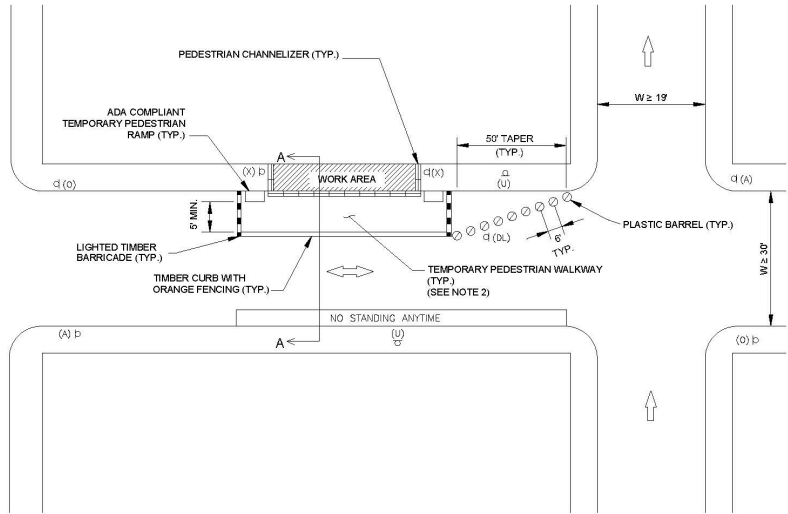 PEDESTRIAN CHANNELIZER (TYP.)
W ≥ 19'
ADA COMPLIANT
TEMPORARY PEDESTRIAN
RAMP (TYP.)
50' TAPER
(TYP.)
A
(X)
WORK AREA
(X)
(U)
(O)
(A)
5' MIN.
PLASTIC BARREL (TYP.)
(DL)
6'
TYP.
LIGHTED TIMBER
BARRICADE (TYP.)
W ≥ 30'
TIMBER CURB WITH
ORANGE FENCING (TYP.)
TEMPORARY PEDESTRIAN WALKWAY
(TYP.)
(SEE NOTE 2)
NO STANDING ANYTIME
(A)
A
(U)
(O)